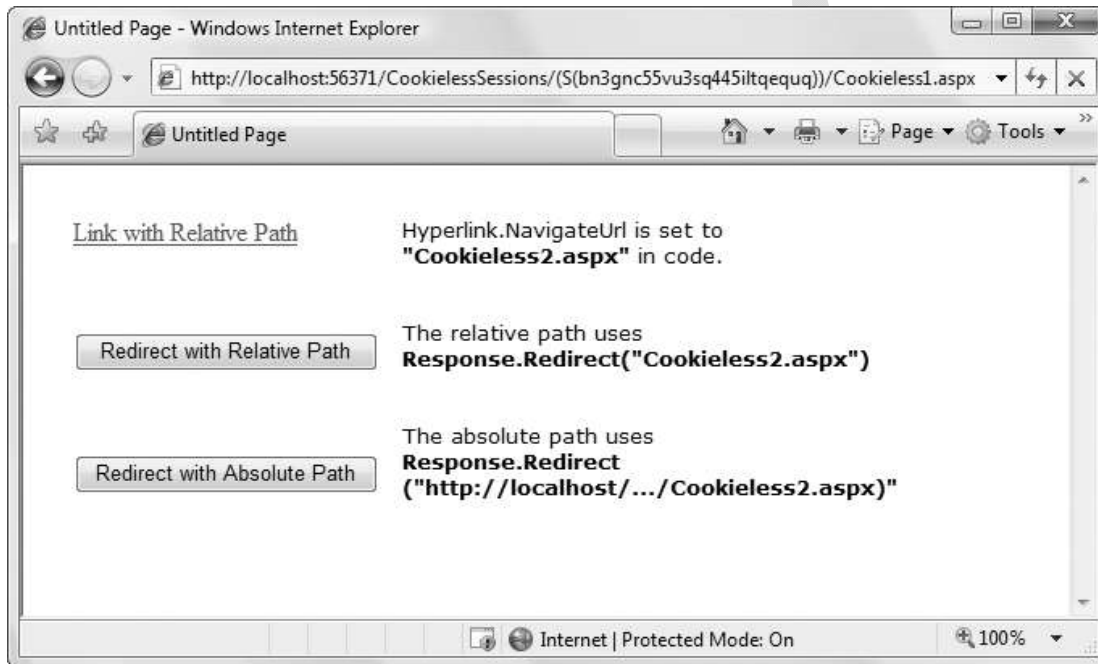 Untitled Page - Windows Internet Explorer
http://localhost:56371/CookielessSessions/(S(bn3gnc55vu3sq445iltqequq))/Cookieless1.aspx
Untitled Page
Page
Tools
»
Link with Relative Path
Hyperlink.NavigateUrl is set to
"Cookieless2.aspx" in code.
Redirect with Relative Path
The relative path uses
Response.Redirect("Cookieless2.aspx")
Redirect with Absolute Path
The absolute path uses
Response.Redirect
("http://localhost/.../Cookieless2.aspx)"
Internet | Protected Mode: On
100%